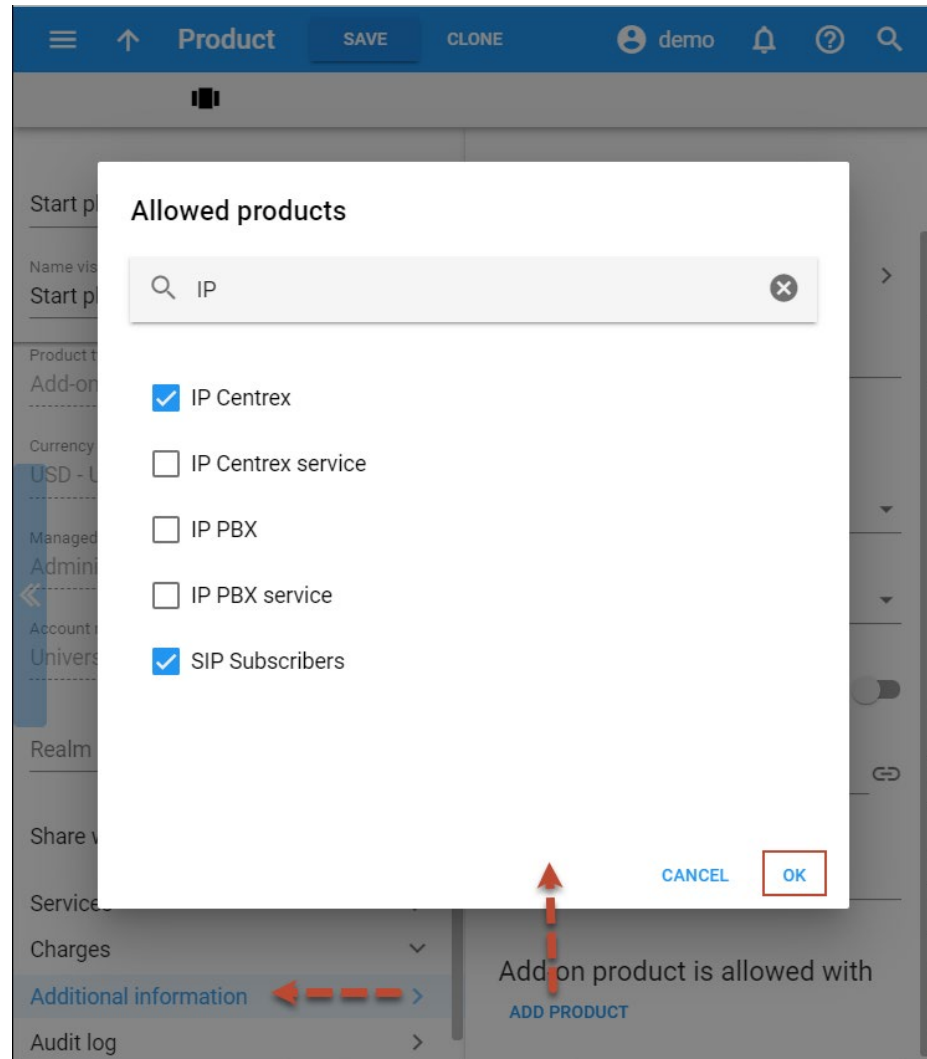 Product SAVE CLONE demo
Start pl
Allowed products
Name vis
Start pl
IP
Product t
Add-on
IP Centrex
Currency
USD - U
IP Centrex service
Managed
Admini
IP PBX
IP PBX service
Account r
Univers
SIP Subscribers
Realm
Share v
CANCEL OK
Services
Charges
Add-on product is allowed with
Additional information
ADD PRODUCT
Audit log